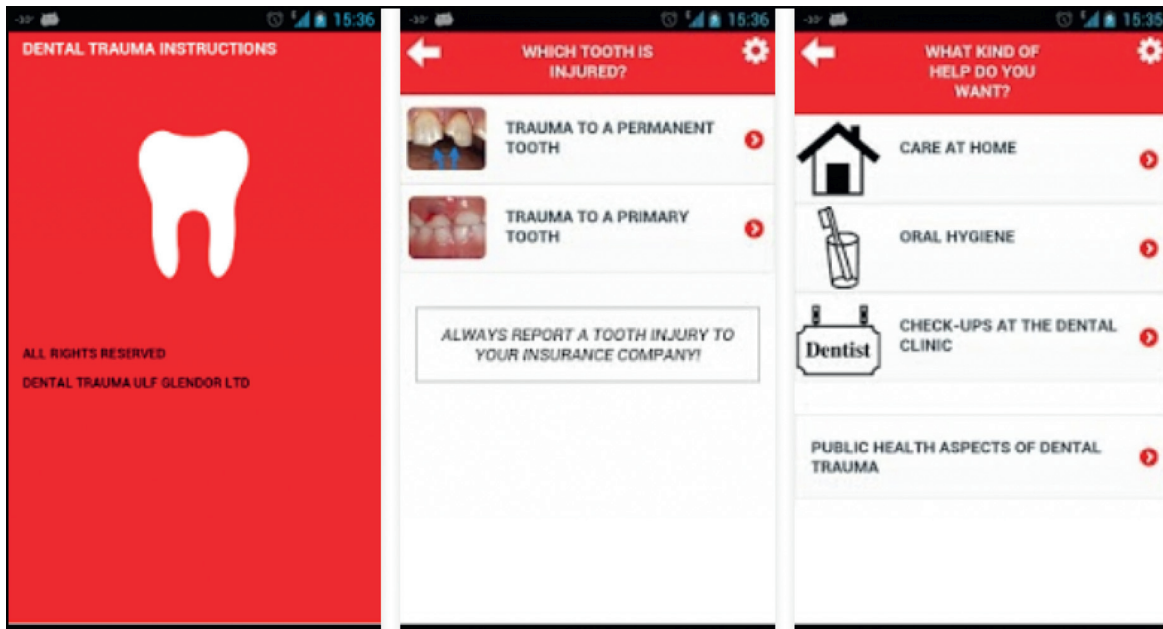 15:36
DENTAL TRAUMA INSTRUCTIONS
ALL RIGHTS RESERVED
DENTAL TRAUMA ULF GLENDOR LTD
15:36
WHICH TOOTH IS
INJURED?
TRAUMA TO A PERMANENT
TOOTH
TRAUMA TO A PRIMARY
TOOTH
ALWAYS REPORT A TOOTH INJURY TO
YOUR INSURANCE COMPANY!
15:35
WHAT KIND OF
HELP DO YOU
WANT?
CARE AT HOME
ORAL HYGIENE
Dentist
CHECK-UPS AT THE DENTAL
CLINIC
PUBLIC HEALTH ASPECTS OF DENTAL
TRAUMA